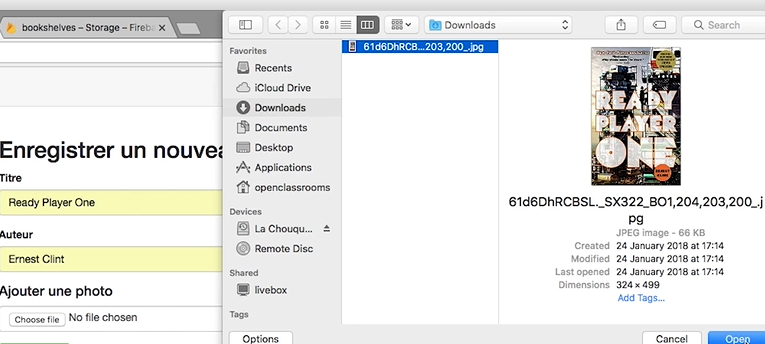 bookshelves – Storage – Fireba
Downloads
Search
Favorites
Recents
iCloud Drive
Downloads
Documents
Desktop
Applications
openclassrooms
Devices
La Chouqu...
Remote Disc
Shared
livebox
Tags
61d6DhRCB...203,200_.jpg
READY
PLAYER
ONE
61d6DhRCBSL._SX322_BO1,204,203,200_.j
pg
JPEG image - 66 KB
Created 24 January 2018 at 17:14
Modified 24 January 2018 at 17:14
Last opened 24 January 2018 at 17:14
Dimensions 324 × 499
Add Tags...
Enregistrer un nouvea
Titre
Ready Player One
Auteur
Ernest Clint
Ajouter une photo
Choose file No file chosen
Options
Cancel
Open